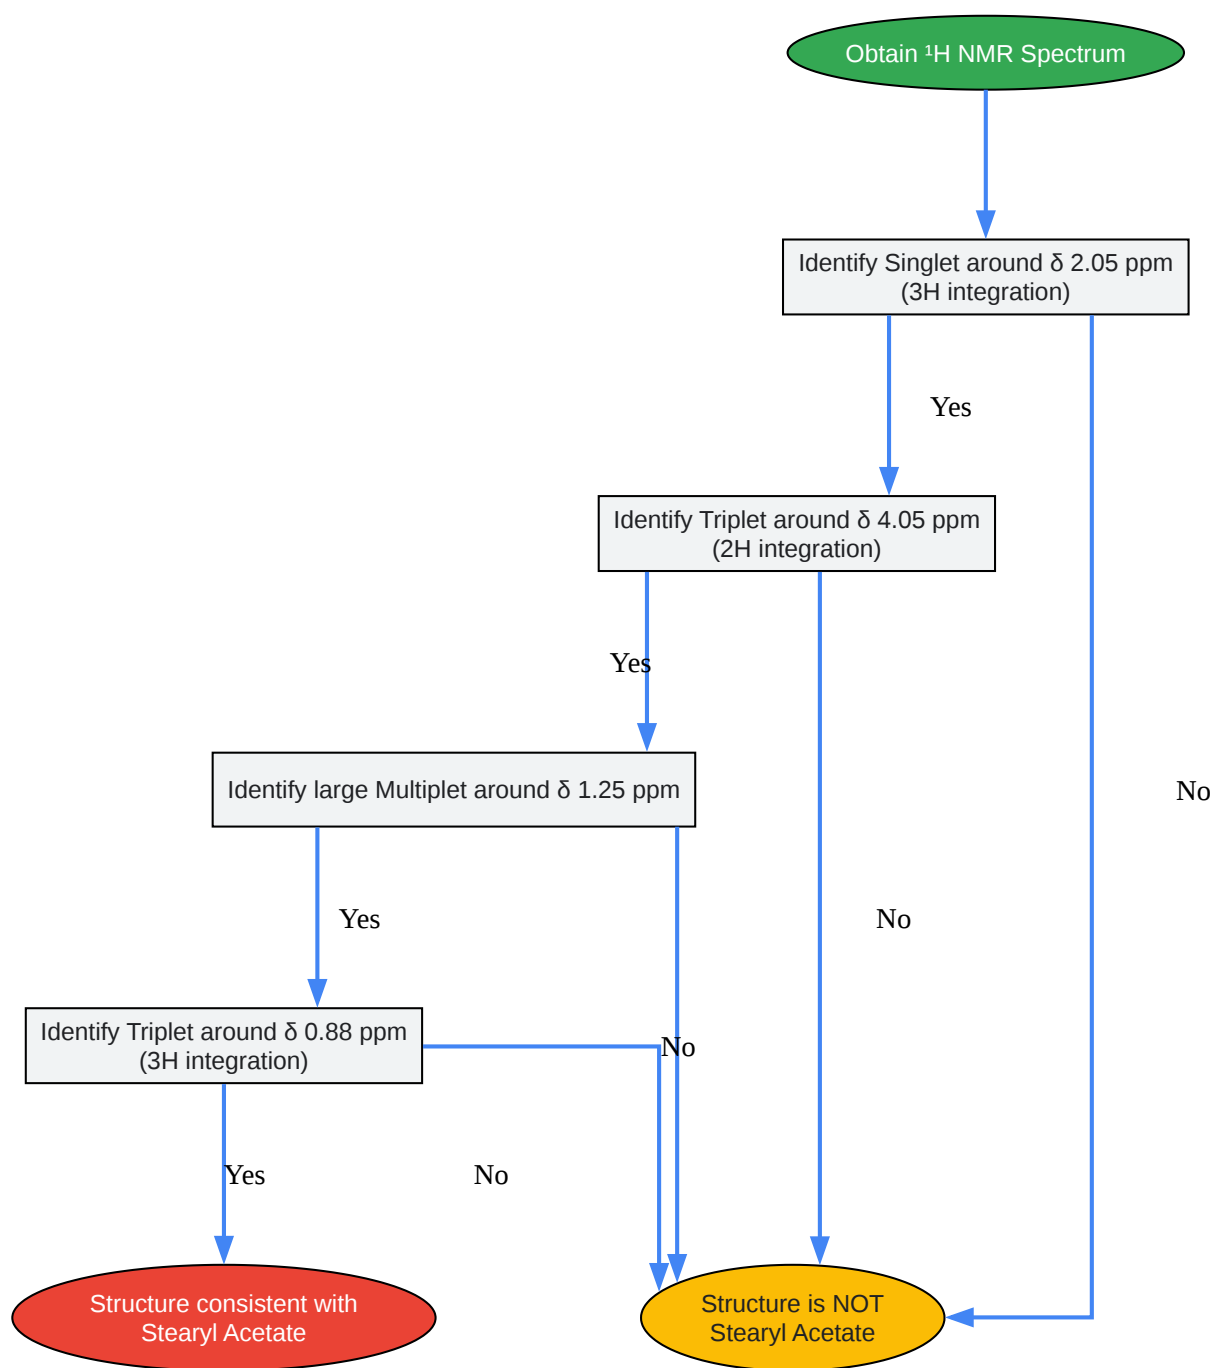 Obtain ¹H NMR Spectrum
Identify Singlet around δ 2.05 ppm
(3H integration)
Yes
Identify Triplet around δ 4.05 ppm
(2H integration)
Yes
Identify large Multiplet around δ 1.25 ppm
No
Yes
No
Identify Triplet around δ 0.88 ppm
(3H integration)
No
Yes
No
Structure consistent with
Stearyl Acetate
Structure is NOT
Stearyl Acetate